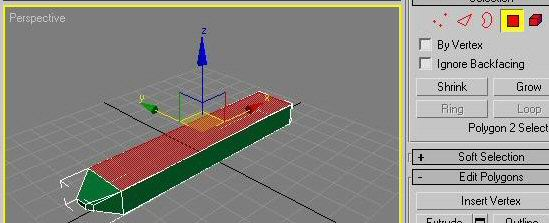 Selection
Perspective
z
y
x
By Vertex
Ignore Backfacing
Shrink
Grow
Ring
Loop
Polygon 2 Select
+ Soft Selection
- Edit Polygons
Insert Vertex
Extrude
Outline